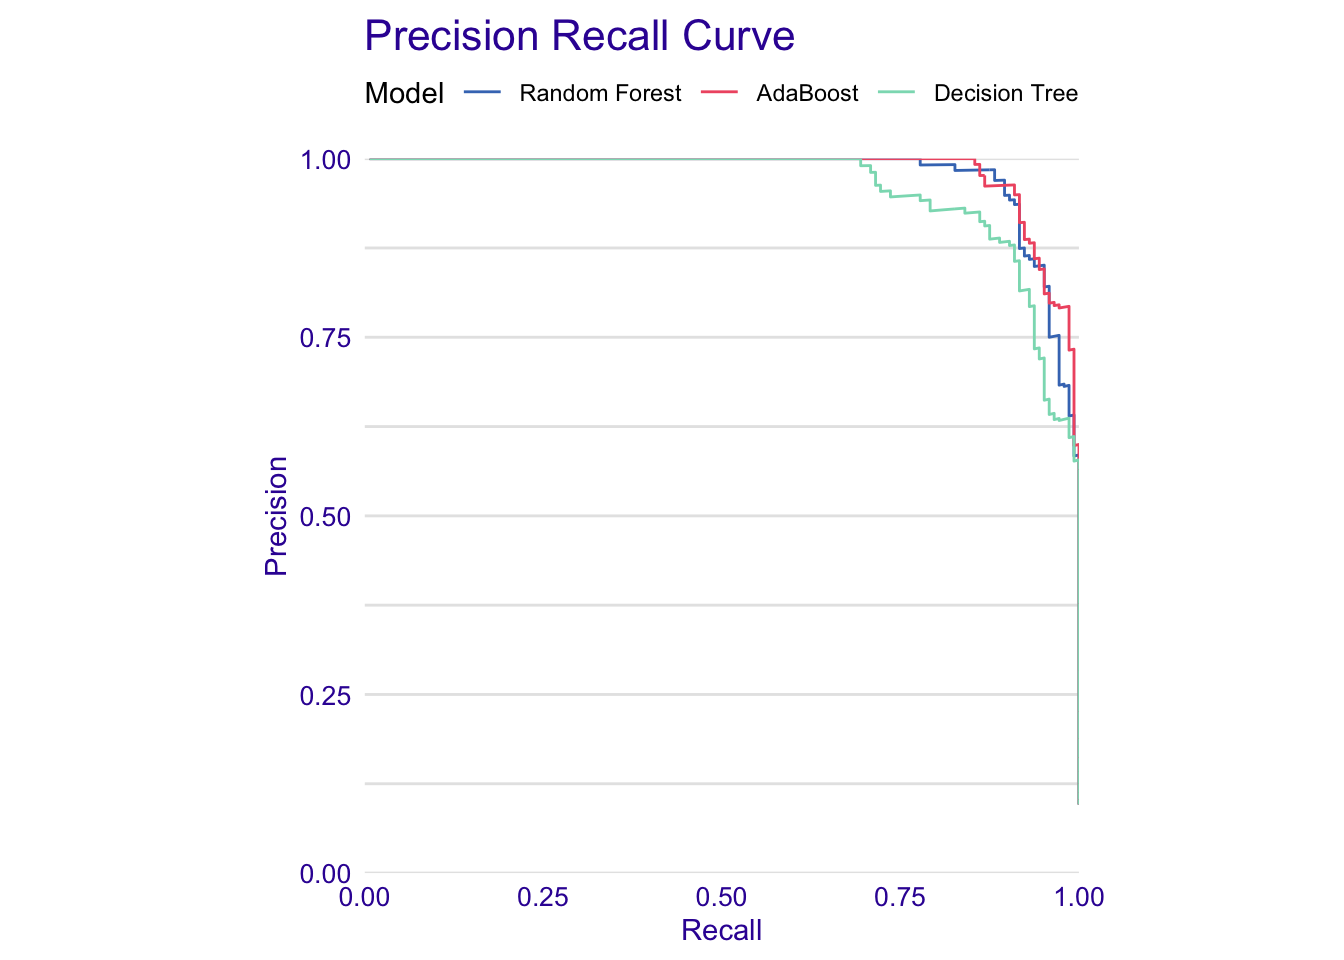 Precision Recall Curve
Model Random Forest AdaBoost Decision Tree
1.00
0.75
0.50
0.25
0.00
Precision
0.00 0.25 0.50 0.75 1.00
Recall